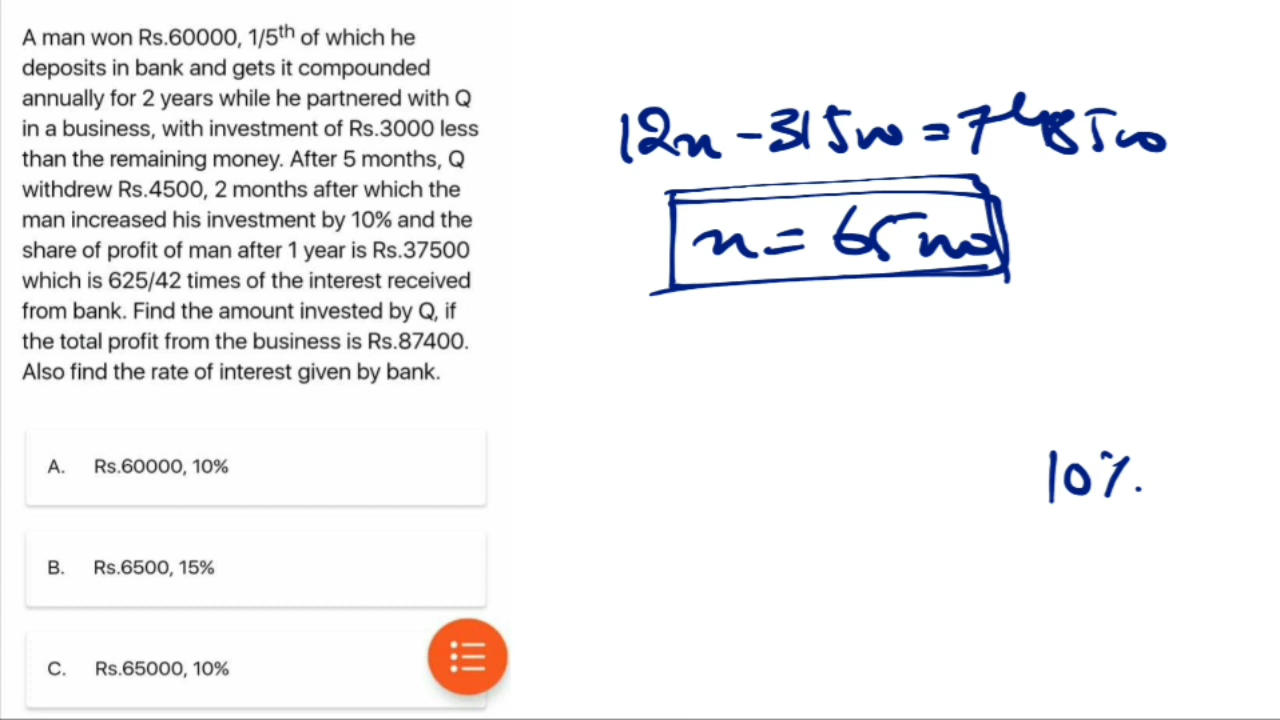 A man won Rs.60000, 1/5th of which he
deposits in bank and gets it compounded
annually for 2 years while he partnered with Q
in a business, with investment of Rs.3000 less
than the remaining money. After 5 months, Q
withdrew Rs.4500, 2 months after which the
man increased his investment by 10% and the
share of profit of man after 1 year is Rs.37500
which is 625/42 times of the interest received
from bank. Find the amount invested by Q, if
the total profit from the business is Rs.87400.
Also find the rate of interest given by bank.
A. Rs.60000, 10%
B. Rs.6500, 15%
C. Rs.65000, 10%
12x - 31500 = 748500
x = 65000
10%.